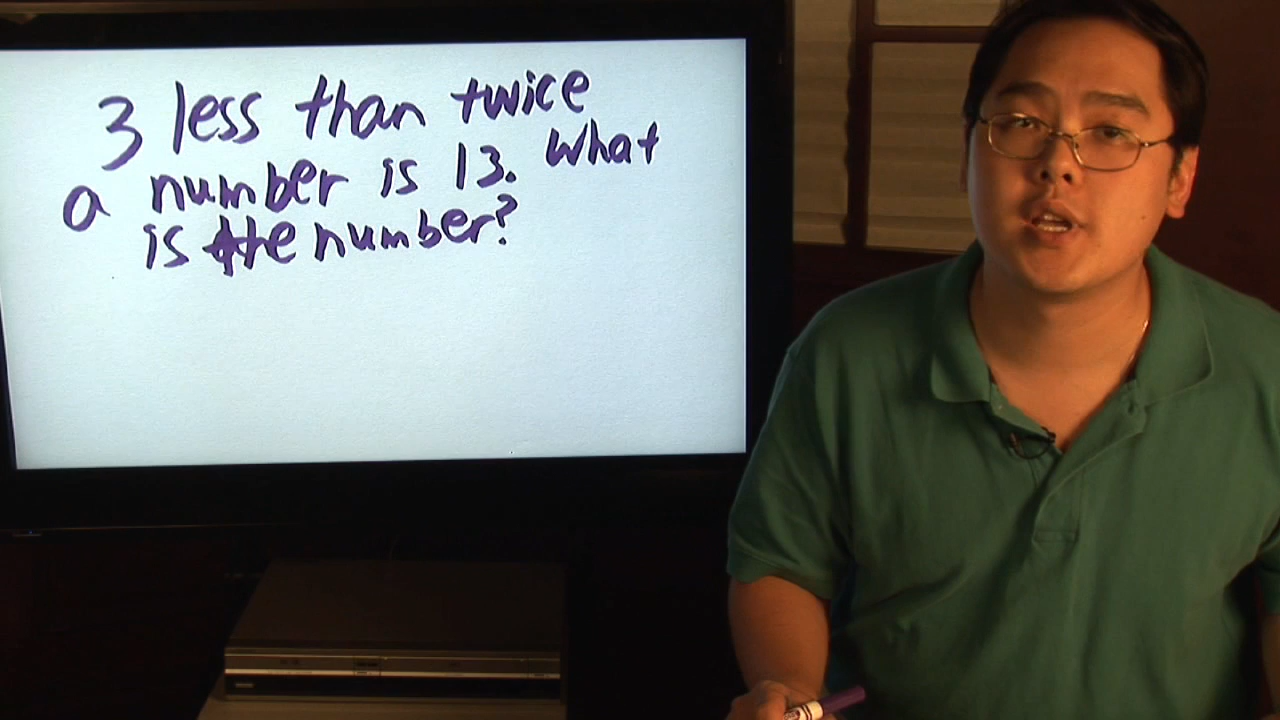 3 less than twice
a number is 13. What
is the number?